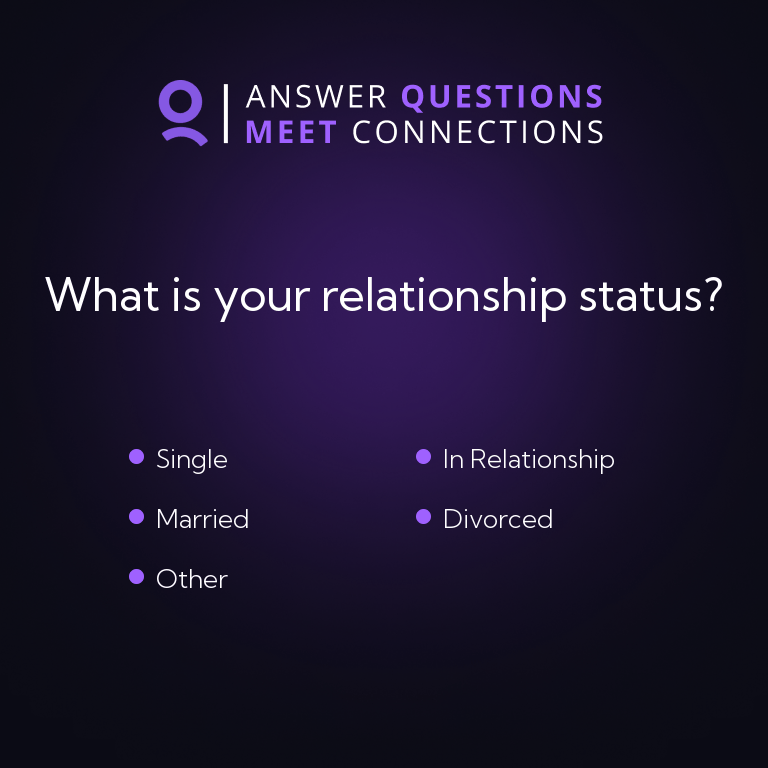 ANSWER QUESTIONS
MEET CONNECTIONS
What is your relationship status?
Single
In Relationship
Married
Divorced
Other